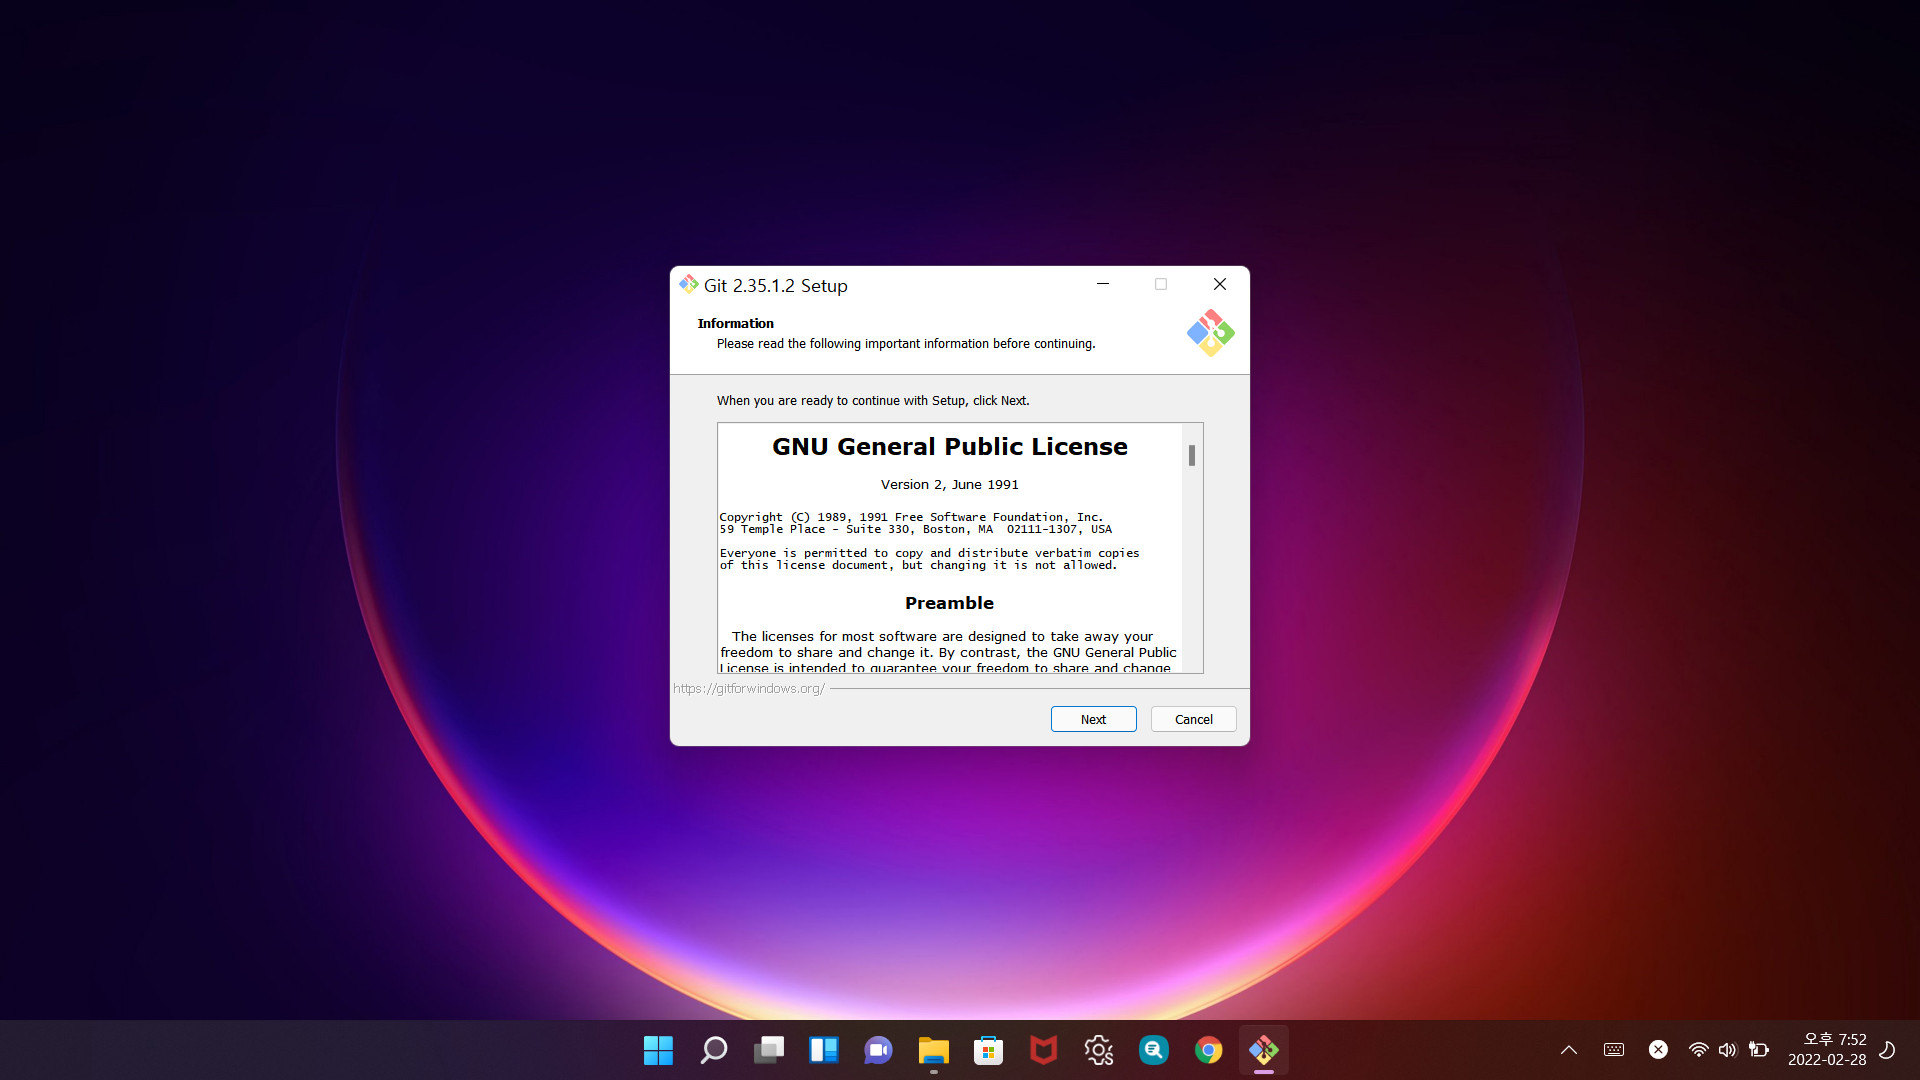 Git 2.35.1.2 Setup
Information
Please read the following important information before continuing.
When you are ready to continue with Setup, click Next.
GNU General Public License
Version 2, June 1991
Copyright (C) 1989, 1991 Free Software Foundation, Inc.
59 Temple Place - Suite 330, Boston, MA  02111-1307, USA
Everyone is permitted to copy and distribute verbatim copies
of this license document, but changing it is not allowed.
Preamble
The licenses for most software are designed to take away your
freedom to share and change it. By contrast, the GNU General Public
License is intended to guarantee your freedom to share and change
https://gitforwindows.org/
Next
Cancel
OS
오후 7:52
2022-02-28